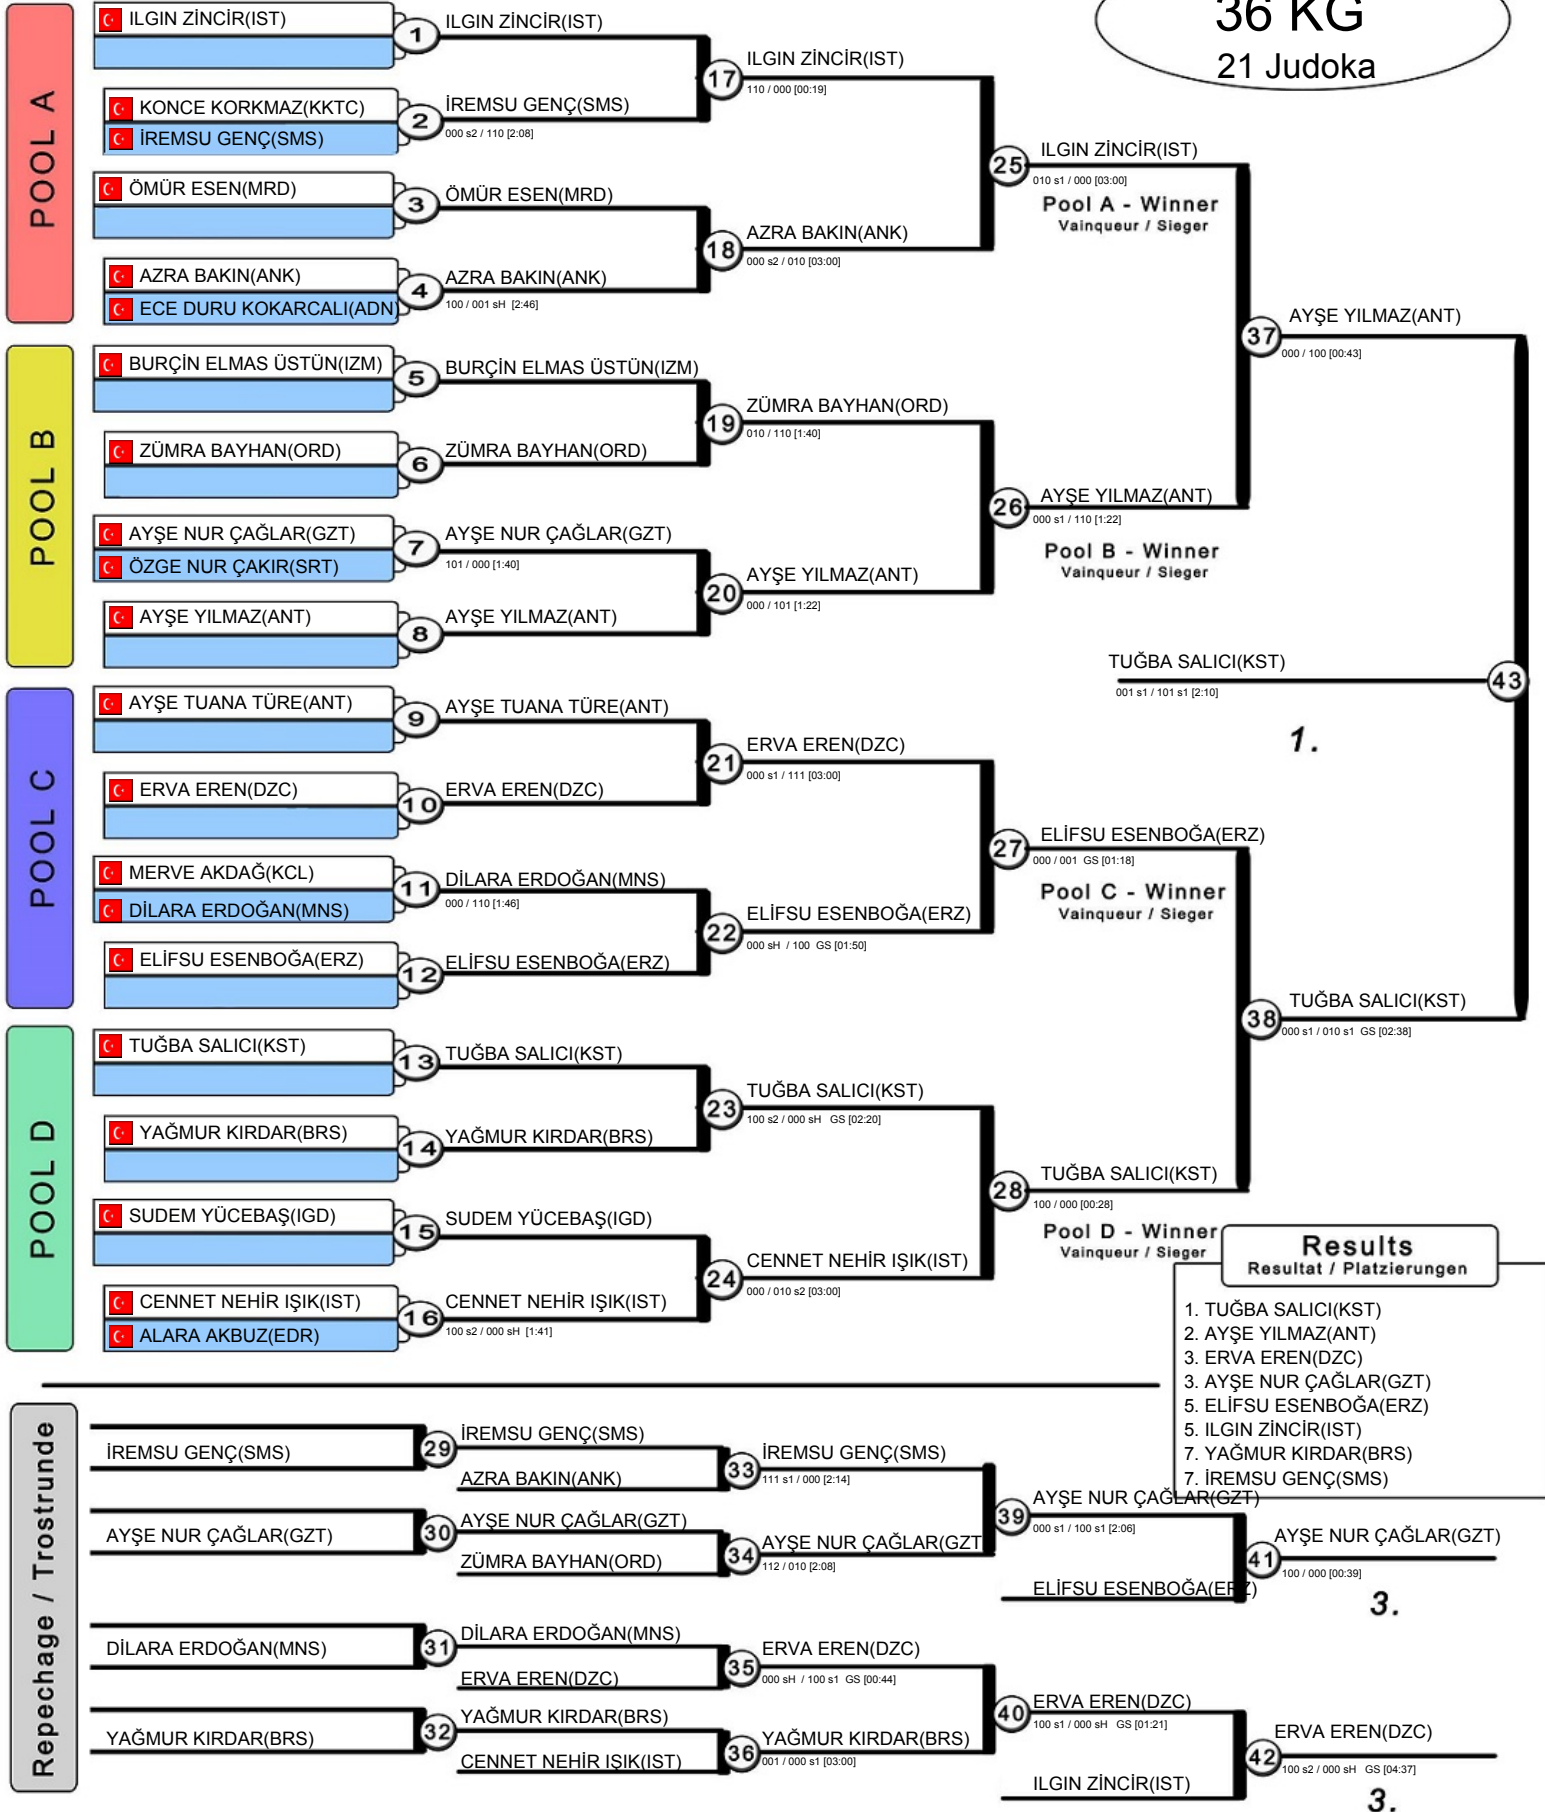 36 KG
21 Judoka
POOL A
ILGIN ZİNCİR(IST)
1
ILGIN ZİNCİR(IST)
KONCE KORKMAZ(KKTC)
İREMSU GENÇ(SMS)
2
İREMSU GENÇ(SMS)
000 s2 / 110 [2:08]
17
ILGIN ZİNCİR(IST)
110 / 000 [00:19]
ÖMÜR ESEN(MRD)
3
ÖMÜR ESEN(MRD)
AZRA BAKIN(ANK)
ECE DURU KOKARCALI(ADN)
4
AZRA BAKIN(ANK)
100 / 001 sH [2:46]
18
AZRA BAKIN(ANK)
000 s2 / 010 [03:00]
25
ILGIN ZİNCİR(IST)
010 s1 / 000 [03:00]
Pool A - Winner
Vainqueur / Sieger
POOL B
BURÇİN ELMAS ÜSTÜN(IZM)
5
BURÇİN ELMAS ÜSTÜN(IZM)
ZÜMRA BAYHAN(ORD)
6
ZÜMRA BAYHAN(ORD)
19
ZÜMRA BAYHAN(ORD)
010 / 110 [1:40]
AYŞE NUR ÇAĞLAR(GZT)
ÖZGE NUR ÇAKIR(SRT)
7
AYŞE NUR ÇAĞLAR(GZT)
101 / 000 [1:40]
AYŞE YILMAZ(ANT)
8
AYŞE YILMAZ(ANT)
20
AYŞE YILMAZ(ANT)
000 / 101 [1:22]
26
AYŞE YILMAZ(ANT)
000 s1 / 110 [1:22]
Pool B - Winner
Vainqueur / Sieger
37
AYŞE YILMAZ(ANT)
000 / 100 [00:43]
TUĞBA SALICI(KST)
001 s1 / 101 s1 [2:10]
43
1.
POOL C
AYŞE TUANA TÜRE(ANT)
9
AYŞE TUANA TÜRE(ANT)
ERVA EREN(DZC)
10
ERVA EREN(DZC)
21
ERVA EREN(DZC)
000 s1 / 111 [03:00]
MERVE AKDAĞ(KCL)
DİLARA ERDOĞAN(MNS)
11
DİLARA ERDOĞAN(MNS)
000 / 110 [1:46]
ELİFSU ESENBOĞA(ERZ)
12
ELİFSU ESENBOĞA(ERZ)
22
ELİFSU ESENBOĞA(ERZ)
000 sH / 100 GS [01:50]
27
ELİFSU ESENBOĞA(ERZ)
000 / 001 GS [01:18]
Pool C - Winner
Vainqueur / Sieger
POOL D
TUĞBA SALICI(KST)
13
TUĞBA SALICI(KST)
YAĞMUR KIRDAR(BRS)
14
YAĞMUR KIRDAR(BRS)
23
TUĞBA SALICI(KST)
100 s2 / 000 sH GS [02:20]
SUDEM YÜCEBAŞ(IGD)
15
SUDEM YÜCEBAŞ(IGD)
CENNET NEHİR IŞIK(IST)
ALARA AKBUZ(EDR)
16
CENNET NEHİR IŞIK(IST)
100 s2 / 000 sH [1:41]
24
CENNET NEHİR IŞIK(IST)
000 / 010 s2 [03:00]
28
TUĞBA SALICI(KST)
100 / 000 [00:28]
Pool D - Winner
Vainqueur / Sieger
38
TUĞBA SALICI(KST)
000 s1 / 010 s1 GS [02:38]
Results
Resultat / Platzierungen
1. TUĞBA SALICI(KST)
2. AYŞE YILMAZ(ANT)
3. ERVA EREN(DZC)
3. AYŞE NUR ÇAĞLAR(GZT)
5. ELİFSU ESENBOĞA(ERZ)
5. ILGIN ZİNCİR(IST)
7. YAĞMUR KIRDAR(BRS)
7. İREMSU GENÇ(SMS)
Repechage / Trostrunde
İREMSU GENÇ(SMS)
29
İREMSU GENÇ(SMS)
AZRA BAKIN(ANK)
33
İREMSU GENÇ(SMS)
111 s1 / 000 [2:14]
AYŞE NUR ÇAĞLAR(GZT)
30
AYŞE NUR ÇAĞLAR(GZT)
ZÜMRA BAYHAN(ORD)
34
AYŞE NUR ÇAĞLAR(GZT
112 / 010 [2:08]
39
AYŞE NUR ÇAĞLAR(GZT)
000 s1 / 100 s1 [2:06]
ELİFSU ESENBOĞA(ERZ)
41
AYŞE NUR ÇAĞLAR(GZT)
100 / 000 [00:39]
3.
DİLARA ERDOĞAN(MNS)
31
DİLARA ERDOĞAN(MNS)
ERVA EREN(DZC)
35
ERVA EREN(DZC)
000 sH / 100 s1 GS [00:44]
YAĞMUR KIRDAR(BRS)
32
YAĞMUR KIRDAR(BRS)
CENNET NEHİR IŞIK(IST)
36
YAĞMUR KIRDAR(BRS)
001 / 000 s1 [03:00]
40
ERVA EREN(DZC)
100 s1 / 000 sH GS [01:21]
ILGIN ZİNCİR(IST)
42
ERVA EREN(DZC)
100 s2 / 000 sH GS [04:37]
3.